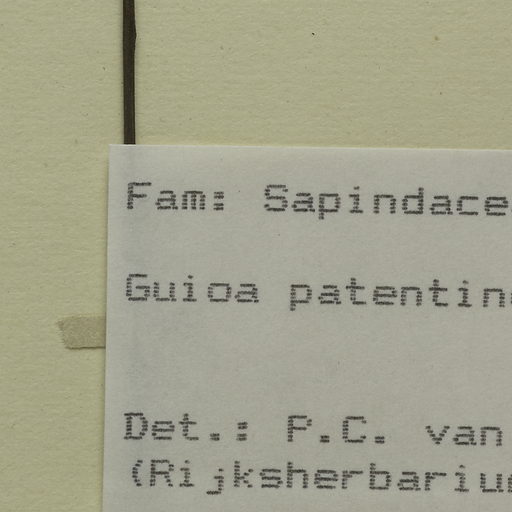 Fam: Sapindace
Guioa patentin
Det.: P.C. van
(Rijksherbariu